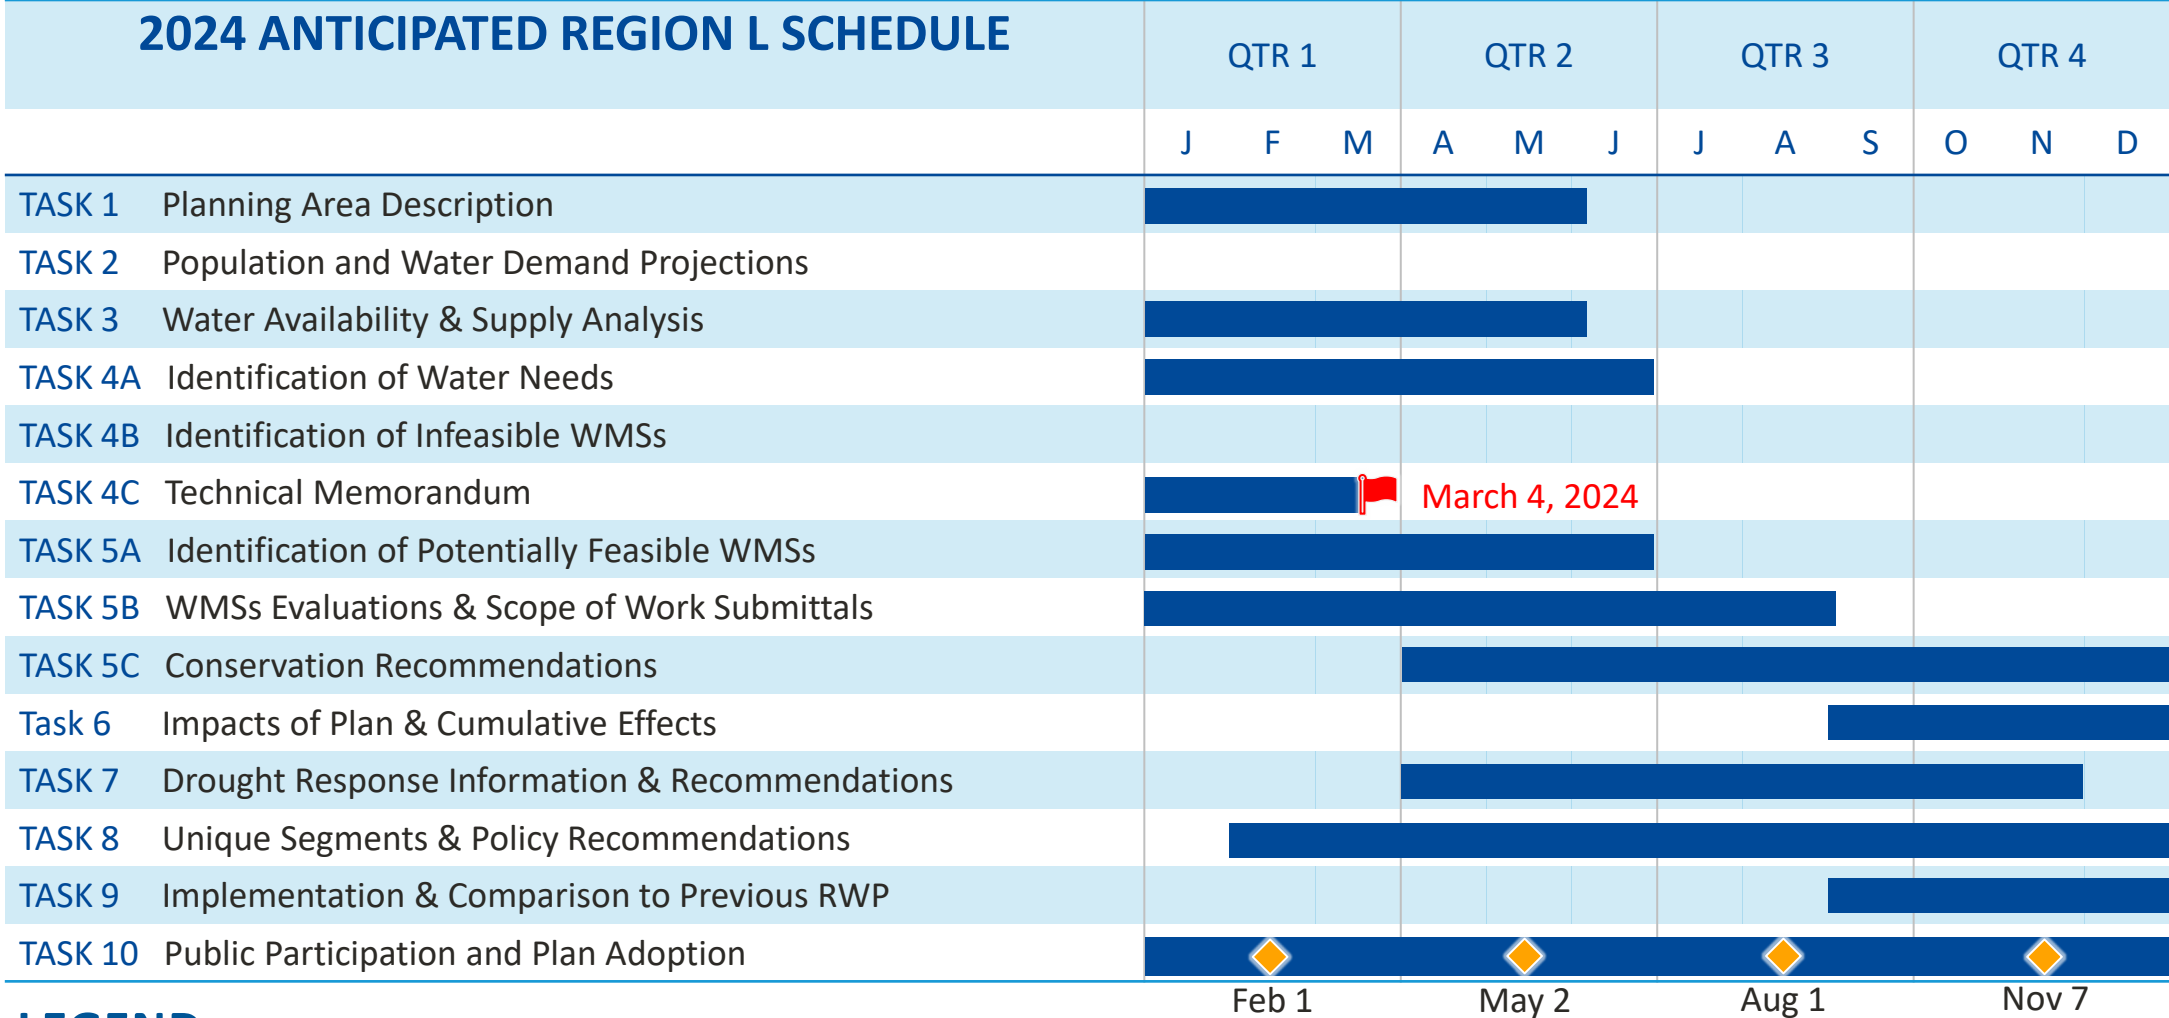 2024 ANTICIPATED REGION L SCHEDULE
QTR 1 QTR 2 QTR 3 QTR 4
J F M A M J J A S O N D
TASK 1 Planning Area Description
TASK 2 Population and Water Demand Projections
TASK 3 Water Availability & Supply Analysis
TASK 4A Identification of Water Needs
TASK 4B Identification of Infeasible WMSs
TASK 4C Technical Memorandum March 4, 2024
TASK 5A Identification of Potentially Feasible WMSs
TASK 5B WMSs Evaluations & Scope of Work Submittals
TASK 5C Conservation Recommendations
Task 6 Impacts of Plan & Cumulative Effects
TASK 7 Drought Response Information & Recommendations
TASK 8 Unique Segments & Policy Recommendations
TASK 9 Implementation & Comparison to Previous RWP
TASK 10 Public Participation and Plan Adoption
Feb 1 May 2 Aug 1 Nov 7
LEGEND